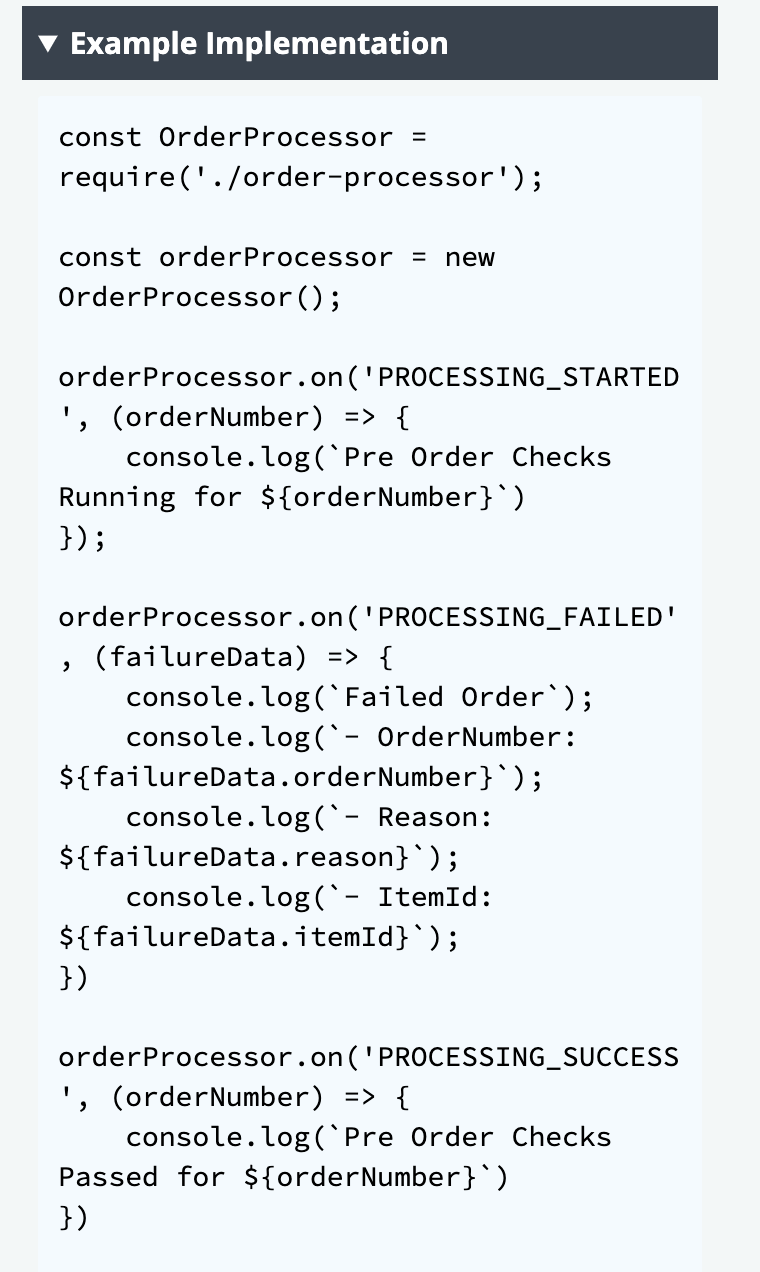 ▼ Example Implementation
const OrderProcessor =
require('./order-processor');
const orderProcessor = new
OrderProcessor();
orderProcessor.on('PROCESSING_STARTED
', (orderNumber) => {
    console.log(`Pre Order Checks
Running for ${orderNumber}`)
});
orderProcessor.on('PROCESSING_FAILED'
, (failureData) => {
    console.log(`Failed Order`);
    console.log(`- OrderNumber:
${failureData.orderNumber}`);
    console.log(`- Reason:
${failureData.reason}`);
    console.log(`- ItemId:
${failureData.itemId}`);
})
orderProcessor.on('PROCESSING_SUCCESS
', (orderNumber) => {
    console.log(`Pre Order Checks
Passed for ${orderNumber}`)
})